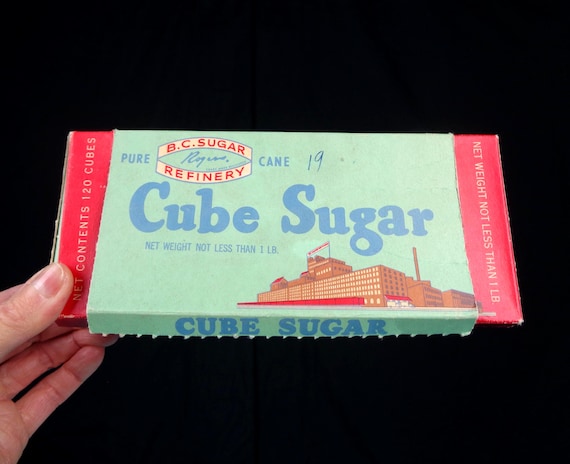 PURE
B.C. SUGAR
Rogers
REFINERY
CANE
19
Cube Sugar
NET WEIGHT NOT LESS THAN 1 LB.
CUBE SUGAR
NET CONTENTS 120 CUBES
NET WEIGHT NOT LESS THAN 1 LB